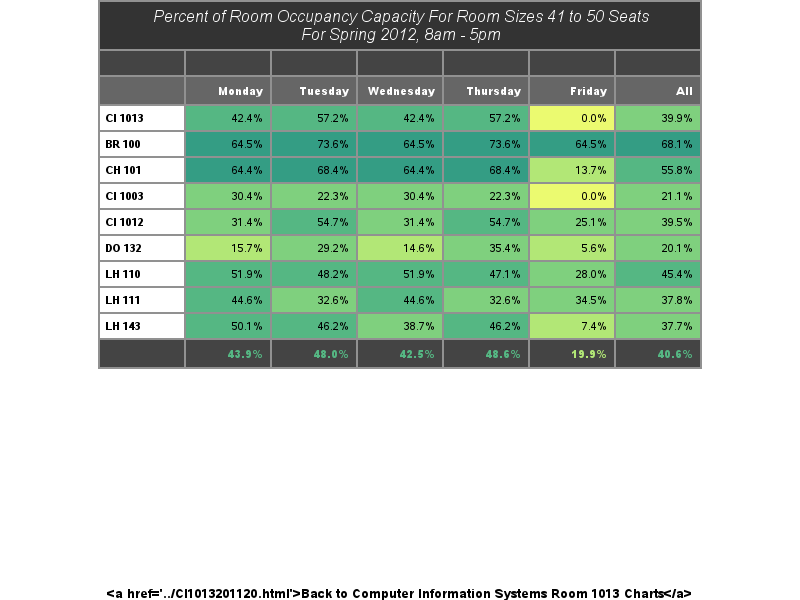 Percent of Room Occupancy Capacity For Room Sizes 41 to 50 Seats
For Spring 2012, 8am - 5pm
Monday Tuesday Wednesday Thursday Friday All
CI 1013 42.4% 57.2% 42.4% 57.2% 0.0% 39.9%
BR 100 64.5% 73.6% 64.5% 73.6% 64.5% 68.1%
CH 101 64.4% 68.4% 64.4% 68.4% 13.7% 55.8%
CI 1003 30.4% 22.3% 30.4% 22.3% 0.0% 21.1%
CI 1012 31.4% 54.7% 31.4% 54.7% 25.1% 39.5%
DO 132 15.7% 29.2% 14.6% 35.4% 5.6% 20.1%
LH 110 51.9% 48.2% 51.9% 47.1% 28.0% 45.4%
LH 111 44.6% 32.6% 44.6% 32.6% 34.5% 37.8%
LH 143 50.1% 46.2% 38.7% 46.2% 7.4% 37.7%
43.9% 48.0% 42.5% 48.6% 19.9% 40.6%
&lt;a href='../CI1013201120.html'&gt;Back to Computer Information Systems Room 1013 Charts&lt;/a&gt;